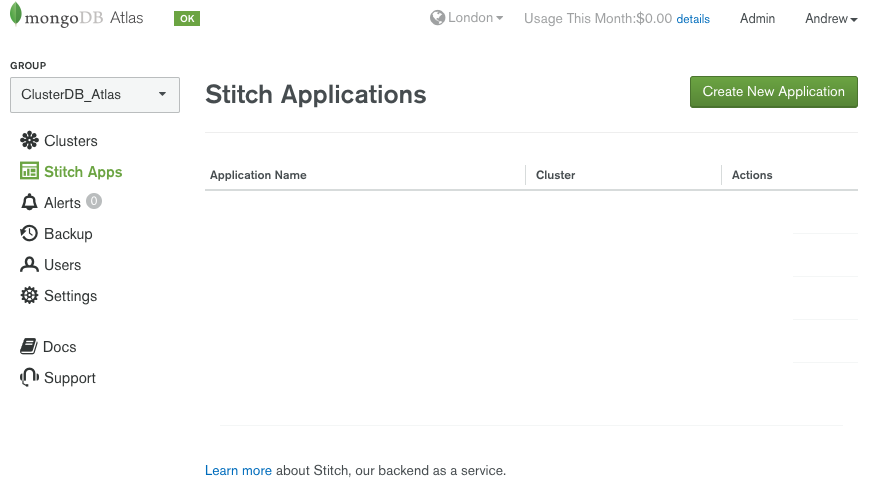 mongoDB Atlas OK London Usage This Month:$0.00 details Admin Andrew
GROUP
ClusterDB_Atlas
Clusters
Stitch Apps
Alerts 0
Backup
Users
Settings
Docs
Support
Stitch Applications
Create New Application
Application Name Cluster Actions
Learn more about Stitch, our backend as a service.